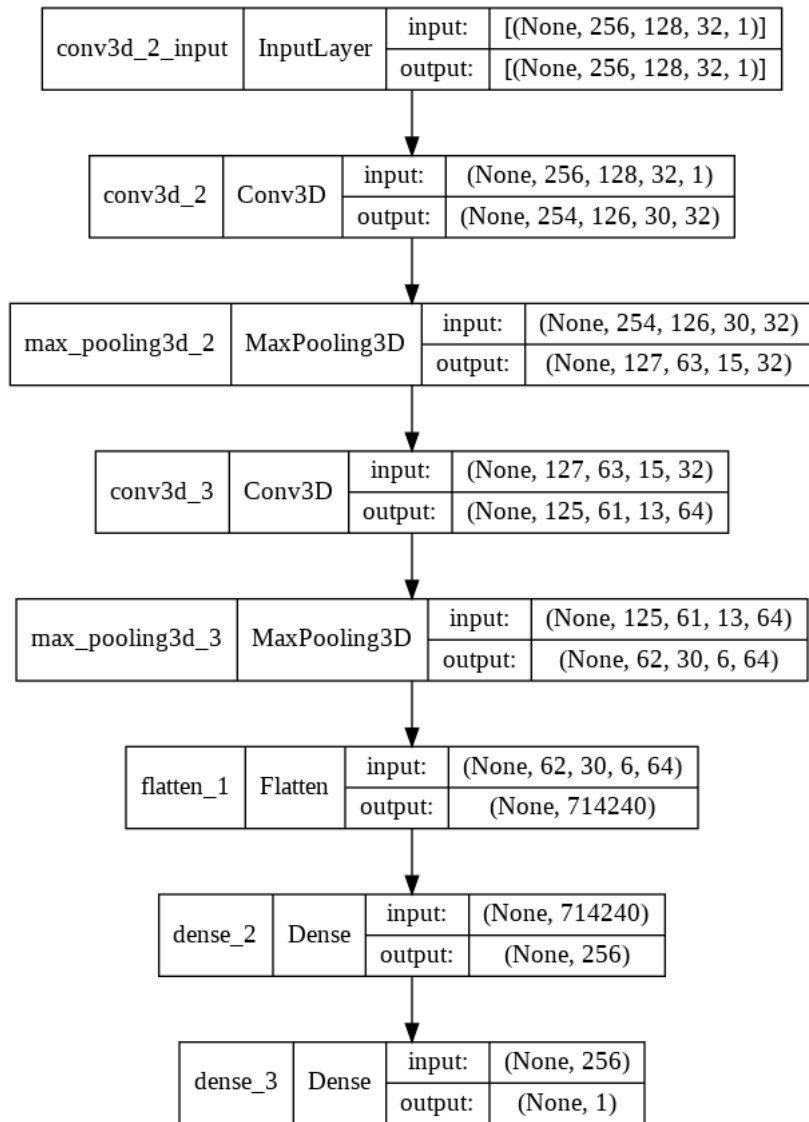 conv3d_2_input InputLayer input: [(None, 256, 128, 32, 1)]
output: [(None, 256, 128, 32, 1)]
conv3d_2 Conv3D input: (None, 256, 128, 32, 1)
output: (None, 254, 126, 30, 32)
max_pooling3d_2 MaxPooling3D input: (None, 254, 126, 30, 32)
output: (None, 127, 63, 15, 32)
conv3d_3 Conv3D input: (None, 127, 63, 15, 32)
output: (None, 125, 61, 13, 64)
max_pooling3d_3 MaxPooling3D input: (None, 125, 61, 13, 64)
output: (None, 62, 30, 6, 64)
flatten_1 Flatten input: (None, 62, 30, 6, 64)
output: (None, 714240)
dense_2 Dense input: (None, 714240)
output: (None, 256)
dense_3 Dense input: (None, 256)
output: (None, 1)